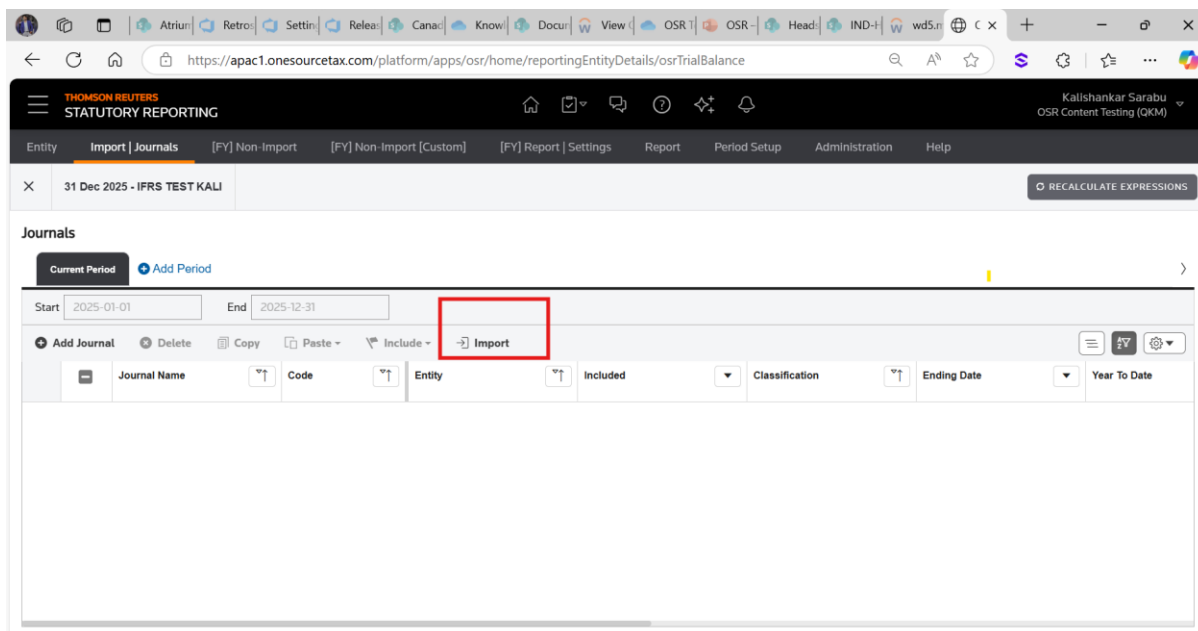 Atrium Retros Settin Releas Canad Knowl Docum View ( OSR T OSR - Heads IND-H wd5.m
https://apac1.onesourcetax.com/platform/apps/osr/home/reportingEntityDetails/osrTrialBalance
THOMSON REUTERS
STATUTORY REPORTING
Kalishankar Sarabu
OSR Content Testing (QKM)
Entity Import | Journals [FY] Non-Import [FY] Non-Import [Custom] [FY] Report | Settings Report Period Setup Administration Help
31 Dec 2025 - IFRS TEST KALI RECALCULATE EXPRESSIONS
Journals
Current Period Add Period
Start 2025-01-01 End 2025-12-31
Add Journal Delete Copy Paste Include Import
Journal Name Code Entity Included Classification Ending Date Year To Date